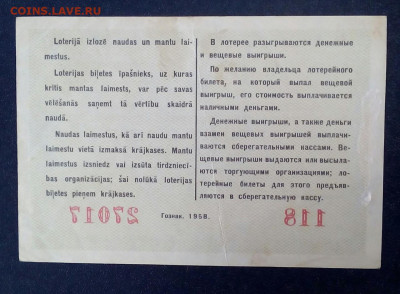 COINS.LAVE.RU
Loterijā izlozē naudas un mantu lai-
mestus.
Loterijas biļetes īpašnieks, uz kuras
kritis mantas laimests, var pēc savas
vēlēšanās saņemt tā vērtību skaidrā
naudā.
Naudas laimestus, kā arī naudu mantu
laimestu vietā izmaksā krājkases. Mantu
laimestus izsniedz vai izsūta tirdzniecī-
bas organizācijas; šai nolūkā loterijas
biļetes pieņem krājkases.
В лотерее разыгрываются денежные
и вещевые выигрыши.
По желанию владельца лотерейного
билета, на который выпал вещевой
выигрыш, его стоимость выплачивается
наличными деньгами.
Денежные выигрыши, а также деньги
взамен вещевых выигрышей выплачи-
ваются сберегательными кассами. Ве-
щевые выигрыши выдаются или высыла-
ются торгующими организациями; ло-
терейные билеты для этого предъяв-
ляются в сберегательную кассу.
27017
Гознак. 1958.
118